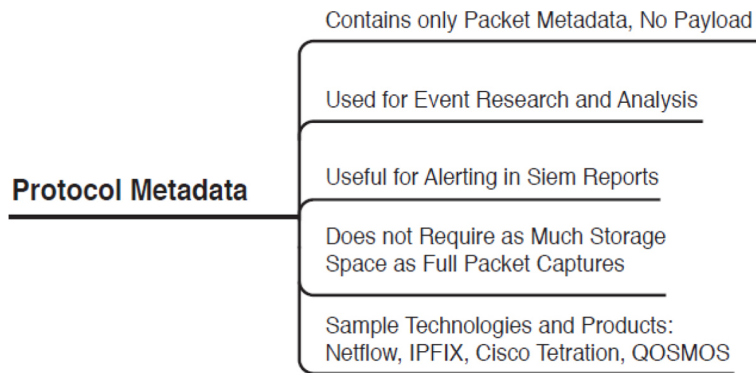 Contains only Packet Metadata, No Payload
Used for Event Research and Analysis
Protocol Metadata
Useful for Alerting in Siem Reports
Does not Require as Much Storage
Space as Full Packet Captures
Sample Technologies and Products:
Netflow, IPFIX, Cisco Tetration, QOSMOS